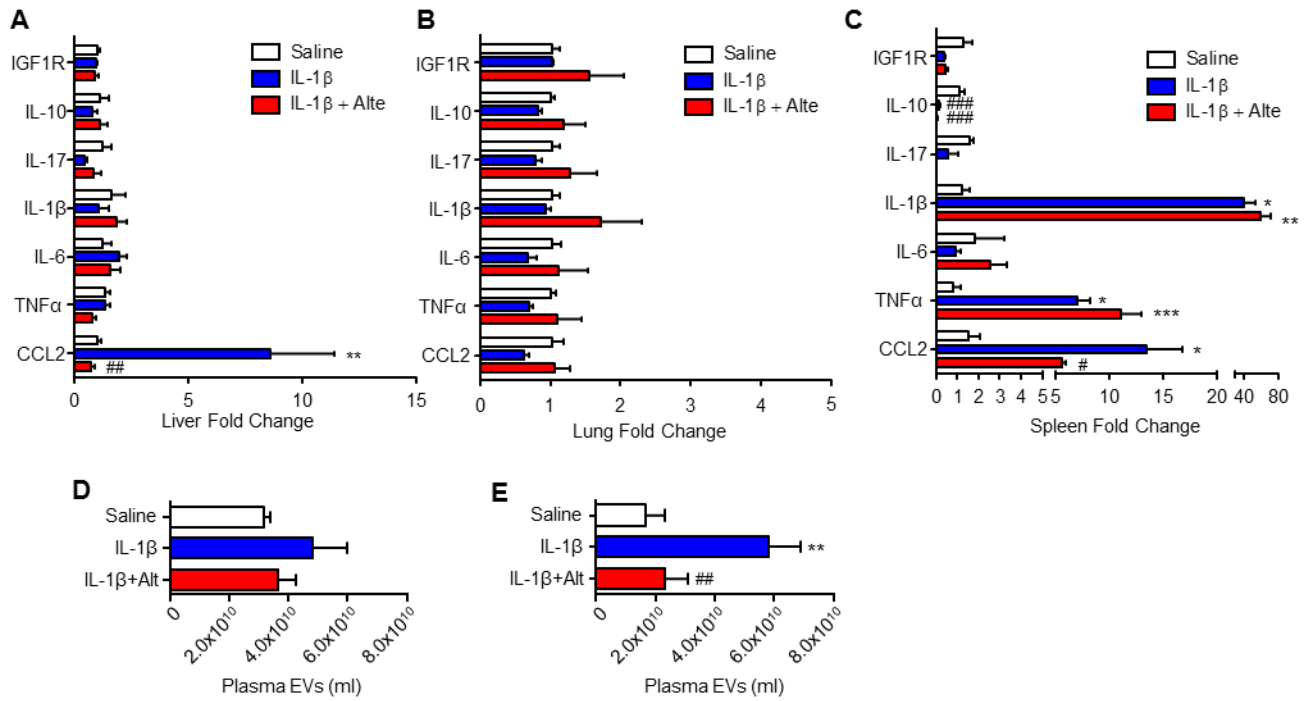 A
IGF1R
IL-10
IL-17
IL-1β
IL-6
TNFα
CCL2
Saline
IL-1β
IL-1β + Alte
**
##
0 5 10 15
Liver Fold Change
B
IGF1R
IL-10
IL-17
IL-1β
IL-6
TNFα
CCL2
Saline
IL-1β
IL-1β + Alte
0 1 2 3 4 5
Lung Fold Change
C
IGF1R
IL-10
IL-17
IL-1β
IL-6
TNFα
CCL2
Saline
IL-1β
IL-1β + Alte
###
###
*
**
*
***
*
#
0 1 2 3 4 5 5 10 15 20 40 80
Spleen Fold Change
D
Saline
IL-1β
IL-1β+Alt
0 2.0x10¹⁰ 4.0x10¹⁰ 6.0x10¹⁰ 8.0x10¹⁰
Plasma EVs (ml)
E
Saline
IL-1β
IL-1β+Alt
**
##
0 2.0x10¹⁰ 4.0x10¹⁰ 6.0x10¹⁰ 8.0x10¹⁰
Plasma EVs (ml)